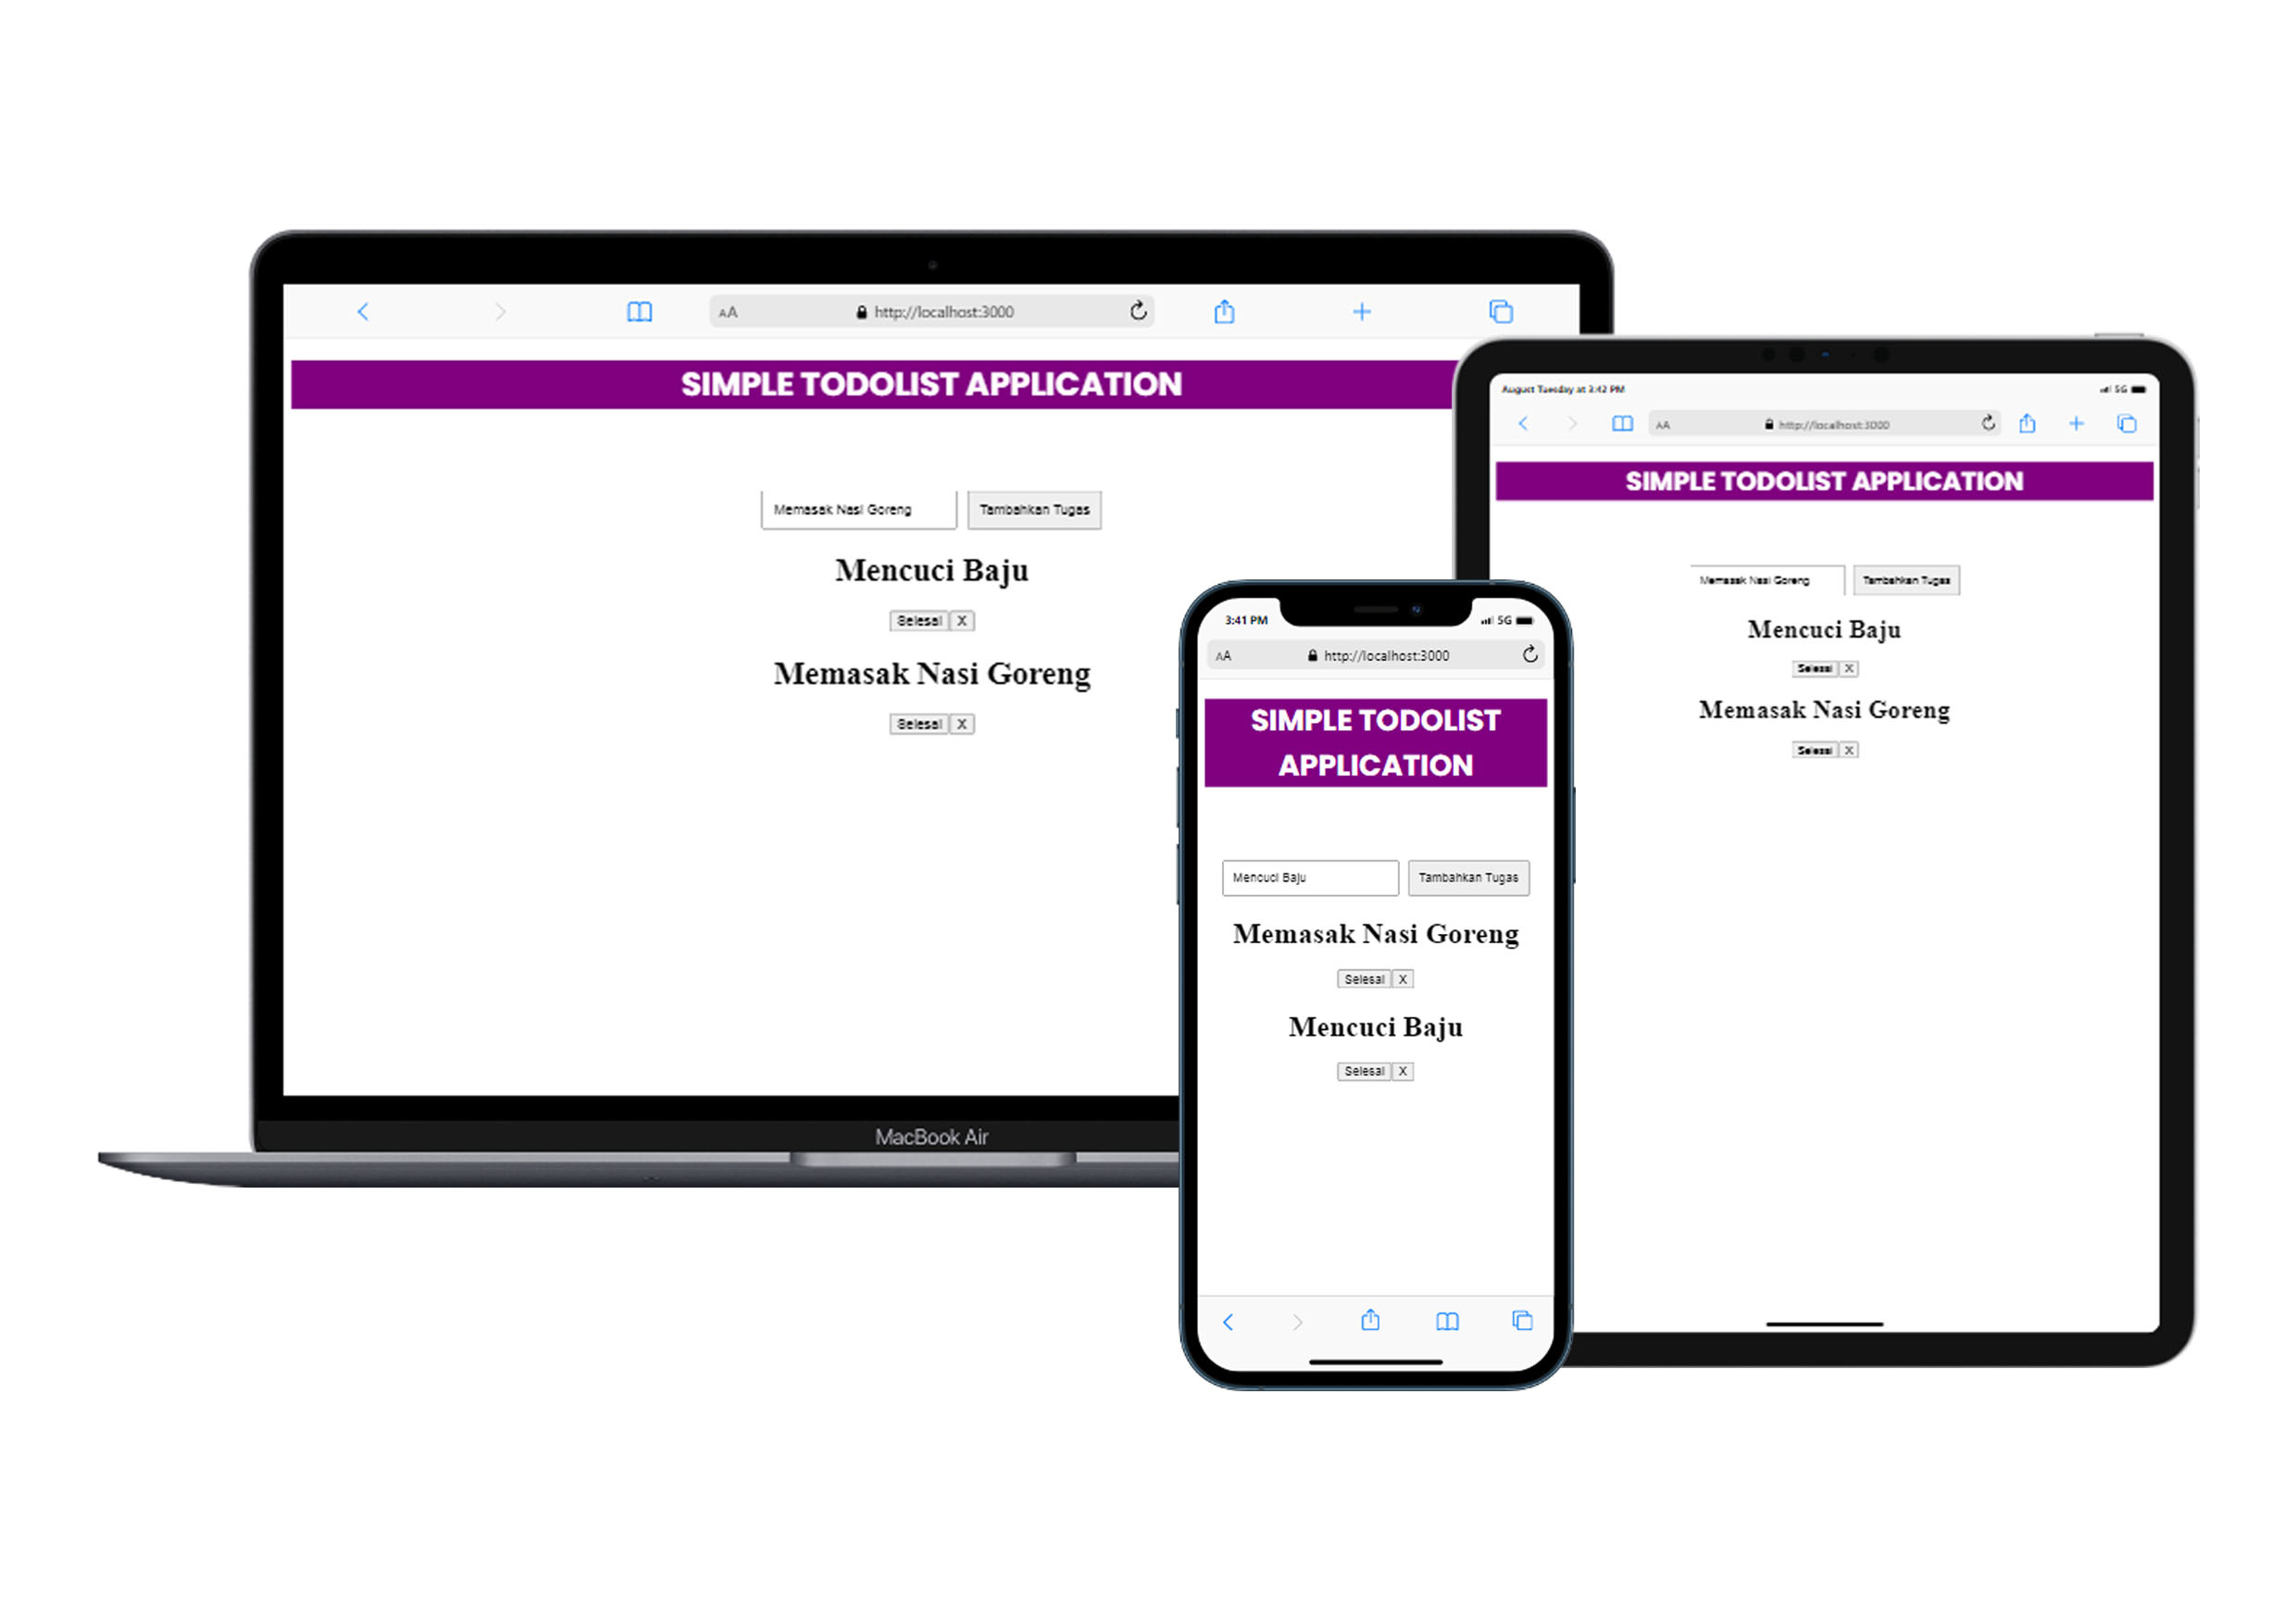 AA http://localhost:3000
SIMPLE TODOLIST APPLICATION
Memasak Nasi Goreng Tambahkan Tugas
Mencuci Baju
Selesai X
Memasak Nasi Goreng
Selesai X
MacBook Air
3:41 PM 5G
AA http://localhost:3000
SIMPLE TODOLIST
APPLICATION
Mencuci Baju Tambahkan Tugas
Memasak Nasi Goreng
Selesai X
Mencuci Baju
Selesai X
August Tuesday at 3:42 PM 5G
AA http://localhost:3000
SIMPLE TODOLIST APPLICATION
Memasak Nasi Goreng Tambahkan Tugas
Mencuci Baju
Selesai X
Memasak Nasi Goreng
Selesai X